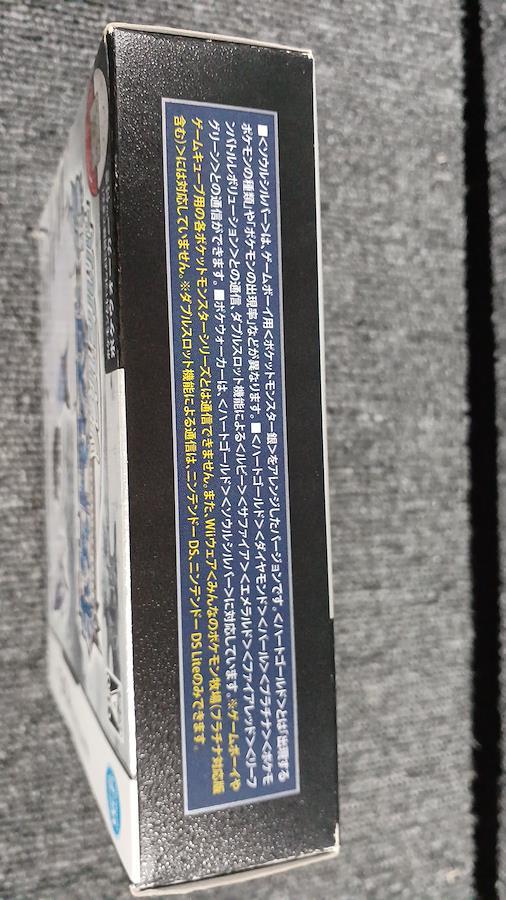 ■<ソウルシルバー>は、ゲームボーイ用<ポケットモンスター銀>をアレンジしたバージョンです。<ハートゴールド>とは「出現する
ポケモンの種類」や「ポケモンの出現率」などが異なります。■<ハートゴールド><ダイヤモンド><パール><プラチナ><ポケモ
ンバトルレボリューション>との通信、ダブルスロット機能による<ルビー><サファイア><エメラルド><ファイアレッド><リーフ
グリーン>との通信ができます。■ポケウォーカーは、<ハートゴールド><ソウルシルバー>に対応しています。※ゲームボーイや
ゲームキューブ用の各ポケットモンスターシリーズとは通信できません。また、Wiiウェア<みんなのポケモン牧場(プラチナ対応版
含む)>には対応していません。※ダブルスロット機能による通信は、ニンテンドーDS、ニンテンドーDS Liteのみできます。